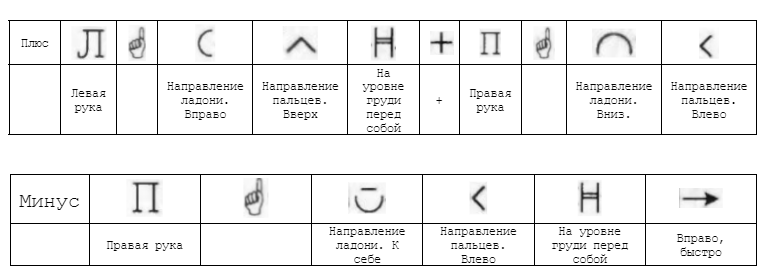 Плюс Л П +
Левая рука
Направление ладони. Вправо
Направление пальцев. Вверх
На уровне груди перед собой
+
Правая рука
Направление ладони. Вниз.
Направление пальцев. Влево
Минус П
Правая рука
Направление ладони. К себе
Направление пальцев. Влево
На уровне груди перед собой
Вправо, быстро